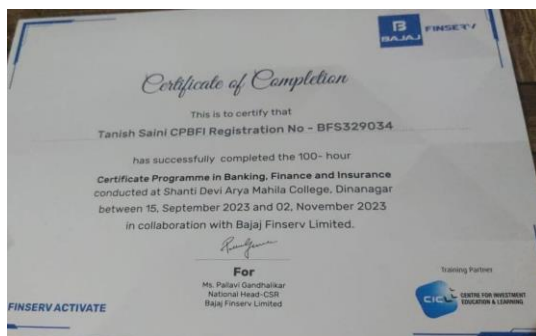 B
BAJAJ
FINSERV
Certificate of Completion
This is to certify that
Tanish Saini CPBFI Registration No - BFS329034
has successfully completed the 100- hour
Certificate Programme in Banking, Finance and Insurance
conducted at Shanti Devi Arya Mahila College, Dinanagar
between 15, September 2023 and 02, November 2023
in collaboration with Bajaj Finserv Limited.
For
Ms. Pallavi Gandhalikar
National Head-CSR
Bajaj Finserv Limited
Training Partner
CENTRE FOR INVESTMENT
EDUCATION & LEARNING
FINSERV ACTIVATE